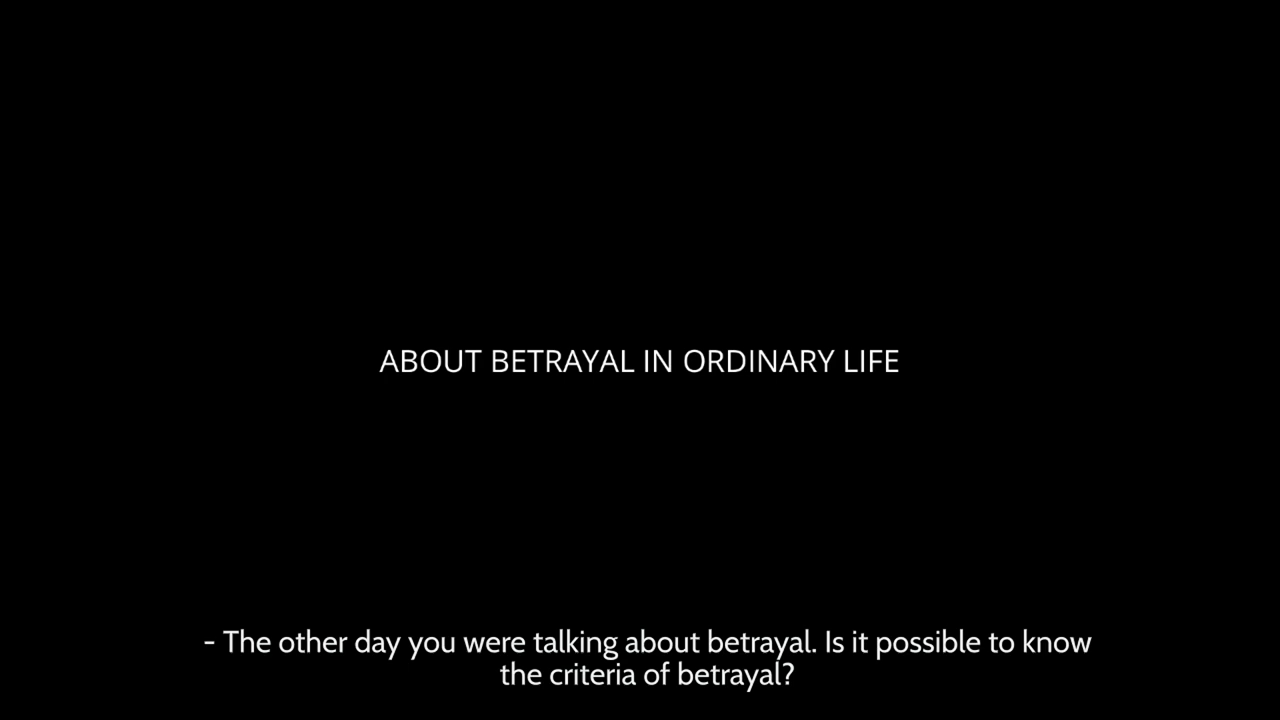 ABOUT BETRAYAL IN ORDINARY LIFE
- The other day you were talking about betrayal. Is it possible to know
the criteria of betrayal?